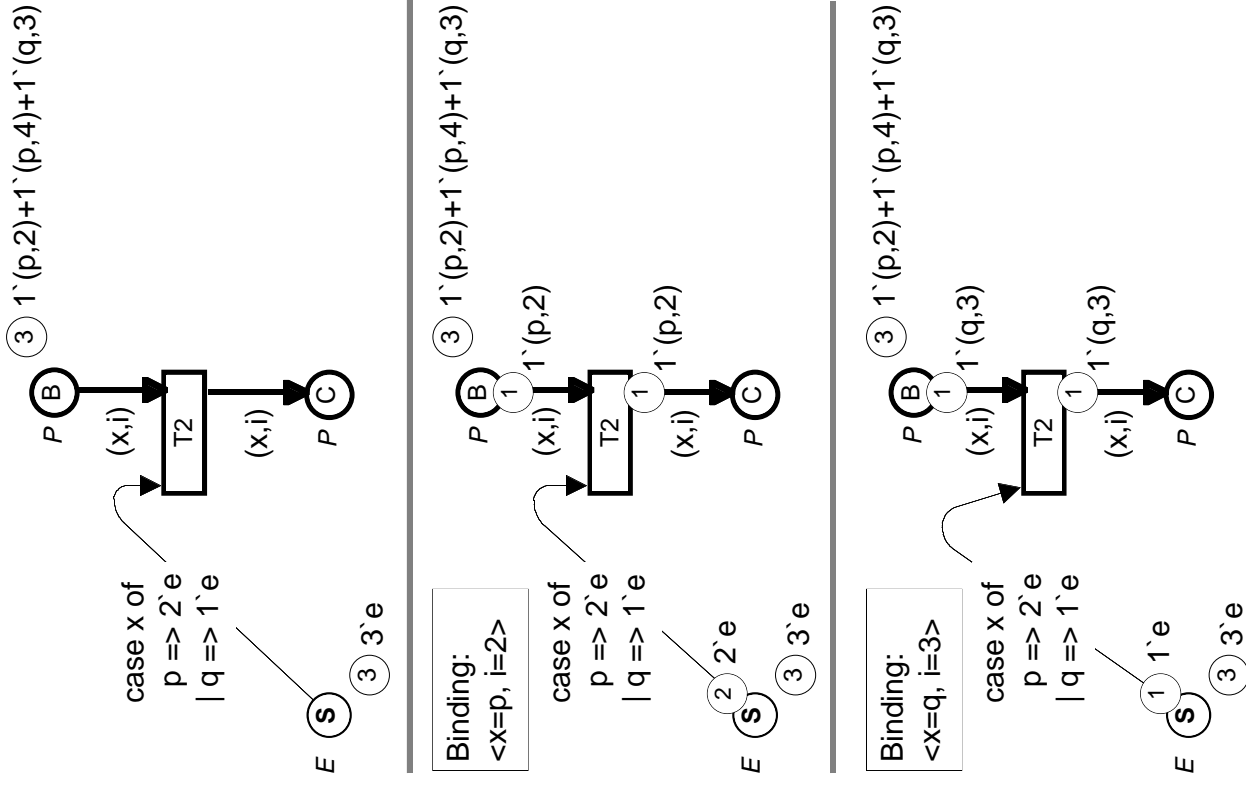 3 1`(p,2)+1`(p,4)+1`(q,3)
P
B
(x,i)
T2
(x,i)
P
C
case x of
p => 2`e
| q => 1`e
E
S
3 3`e
Binding:
<x=p, i=2>
3 1`(p,2)+1`(p,4)+1`(q,3)
P
B
1 1`(p,2)
(x,i)
T2
1 1`(p,2)
(x,i)
P
C
case x of
p => 2`e
| q => 1`e
2 2`e
E
S
3 3`e
Binding:
<x=q, i=3>
3 1`(p,2)+1`(p,4)+1`(q,3)
P
B
1 1`(q,3)
(x,i)
T2
1 1`(q,3)
(x,i)
P
C
case x of
p => 2`e
| q => 1`e
1 1`e
E
S
3 3`e